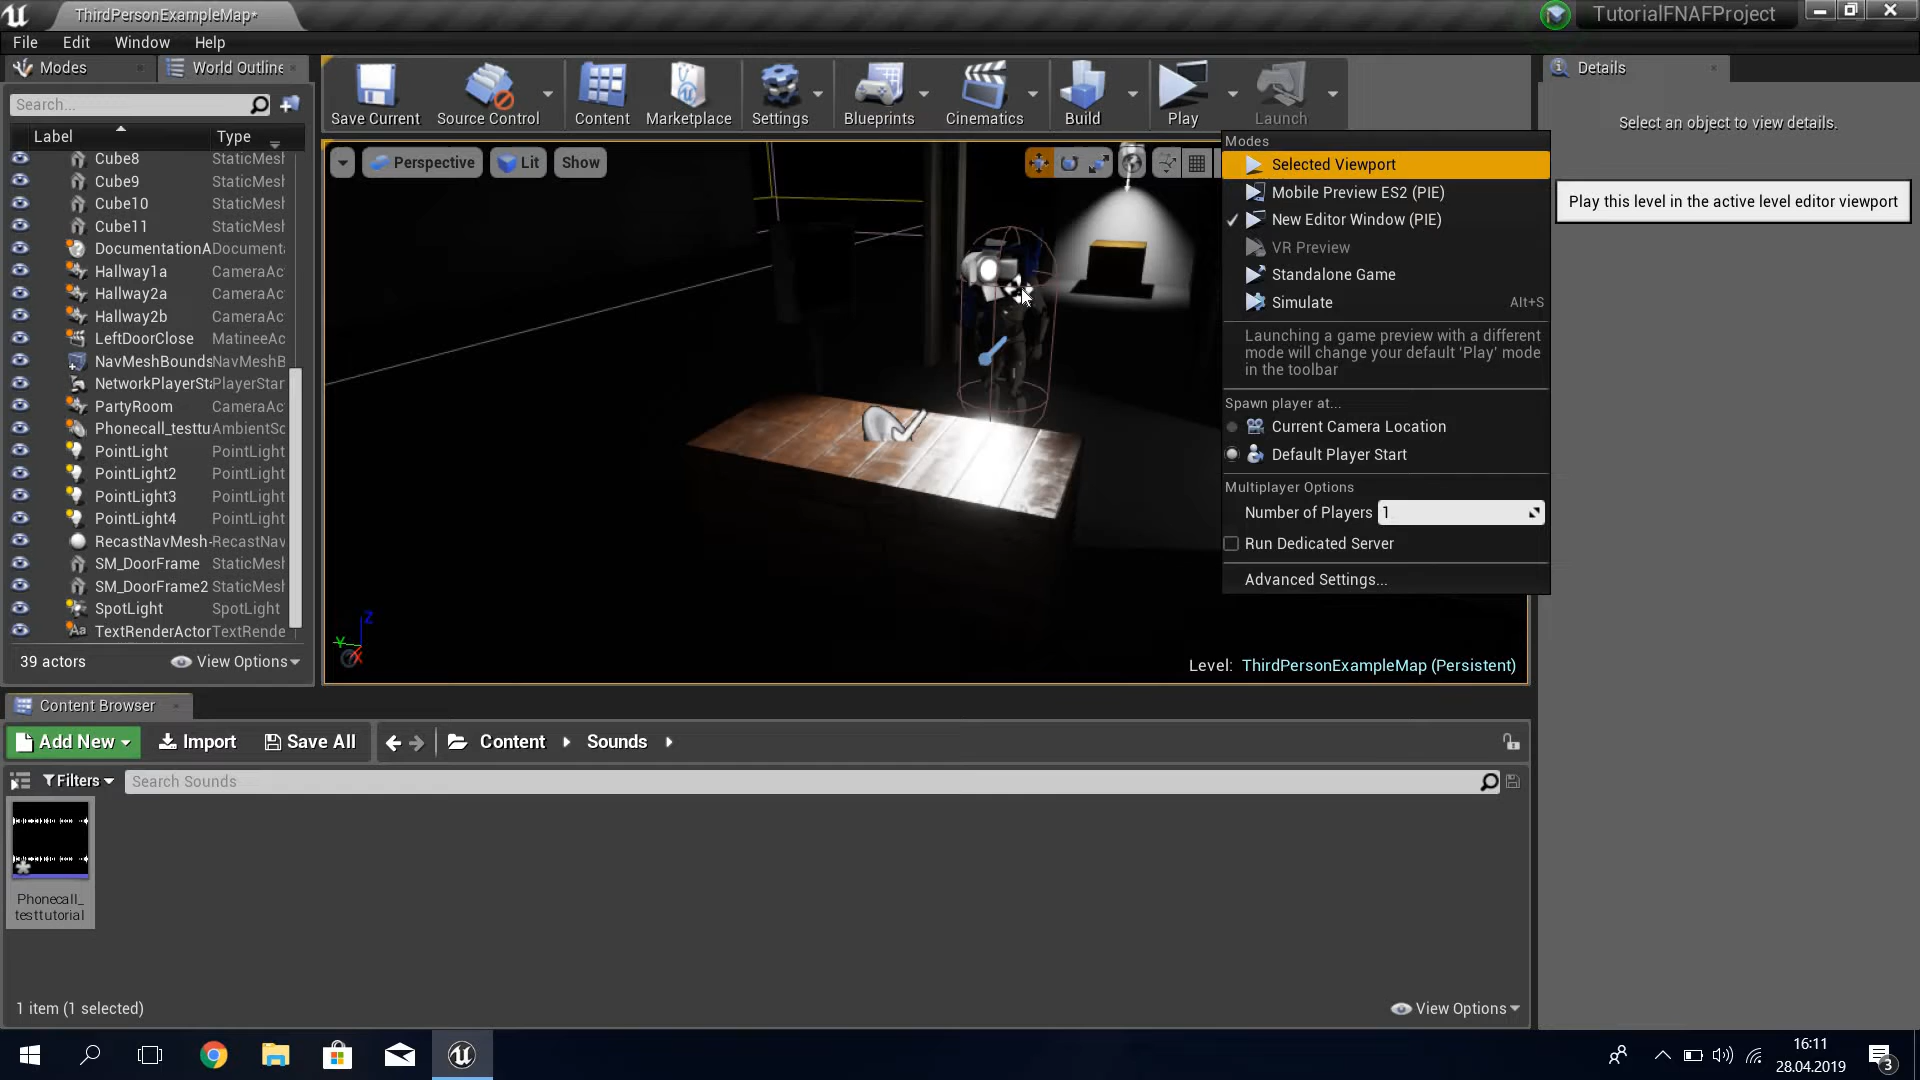 ThirdPersonExampleMap*
TutorialFNAFProject
File Edit Window Help
Modes
World Outline
Details
Search...
Label Type
Cube8 StaticMesh
Cube9 StaticMesh
Cube10 StaticMesh
Cube11 StaticMesh
DocumentationA Documenta
Hallway1a CameraAc
Hallway2a CameraAc
Hallway2b CameraAc
LeftDoorClose MatineeAc
NavMeshBounds NavMeshB
NetworkPlayerSta PlayerStar
PartyRoom CameraAc
Phonecall_testtu AmbientSo
PointLight PointLight
PointLight2 PointLight
PointLight3 PointLight
PointLight4 PointLight
RecastNavMesh- RecastNav
SM_DoorFrame StaticMesh
SM_DoorFrame2 StaticMesh
SpotLight SpotLight
TextRenderActor TextRende
39 actors View Options
Save Current Source Control Content Marketplace Settings Blueprints Cinematics Build Play Launch
Perspective Lit Show
Modes
Selected Viewport
Mobile Preview ES2 (PIE)
New Editor Window (PIE)
VR Preview
Standalone Game
Simulate Alt+S
Launching a game preview with a different
mode will change your default 'Play' mode
in the toolbar
Spawn player at...
Current Camera Location
Default Player Start
Multiplayer Options
Number of Players 1
Run Dedicated Server
Advanced Settings...
Select an object to view details.
Play this level in the active level editor viewport
Z
Y
X
Level: ThirdPersonExampleMap (Persistent)
Content Browser
Add New Import Save All Content Sounds
Filters Search Sounds
Phonecall_
testtutorial
1 item (1 selected) View Options
16:11
28.04.2019
3